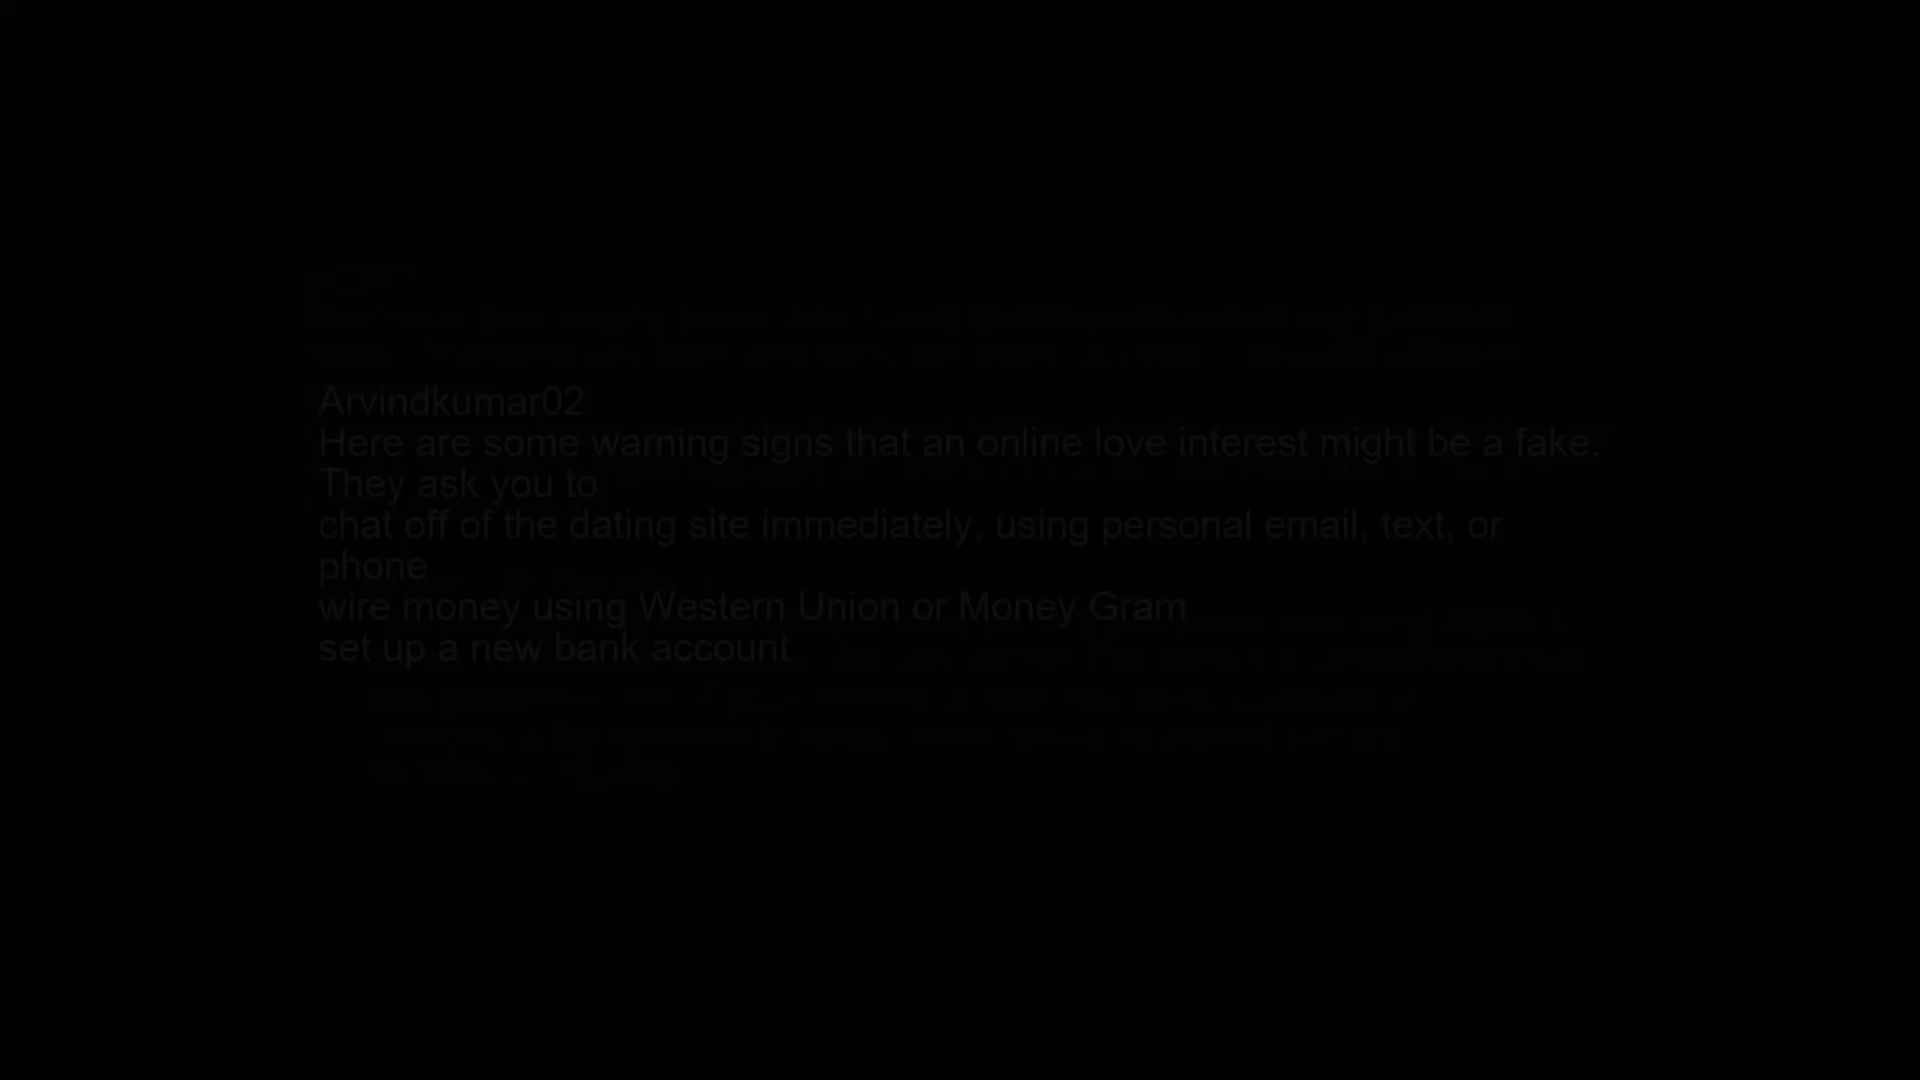 Arvindkumar02
Here are some warning signs that an online love interest might be a fake.
They ask you to
chat off of the dating site immediately, using personal email, text, or
phone
wire money using Western Union or Money Gram
set up a new bank account